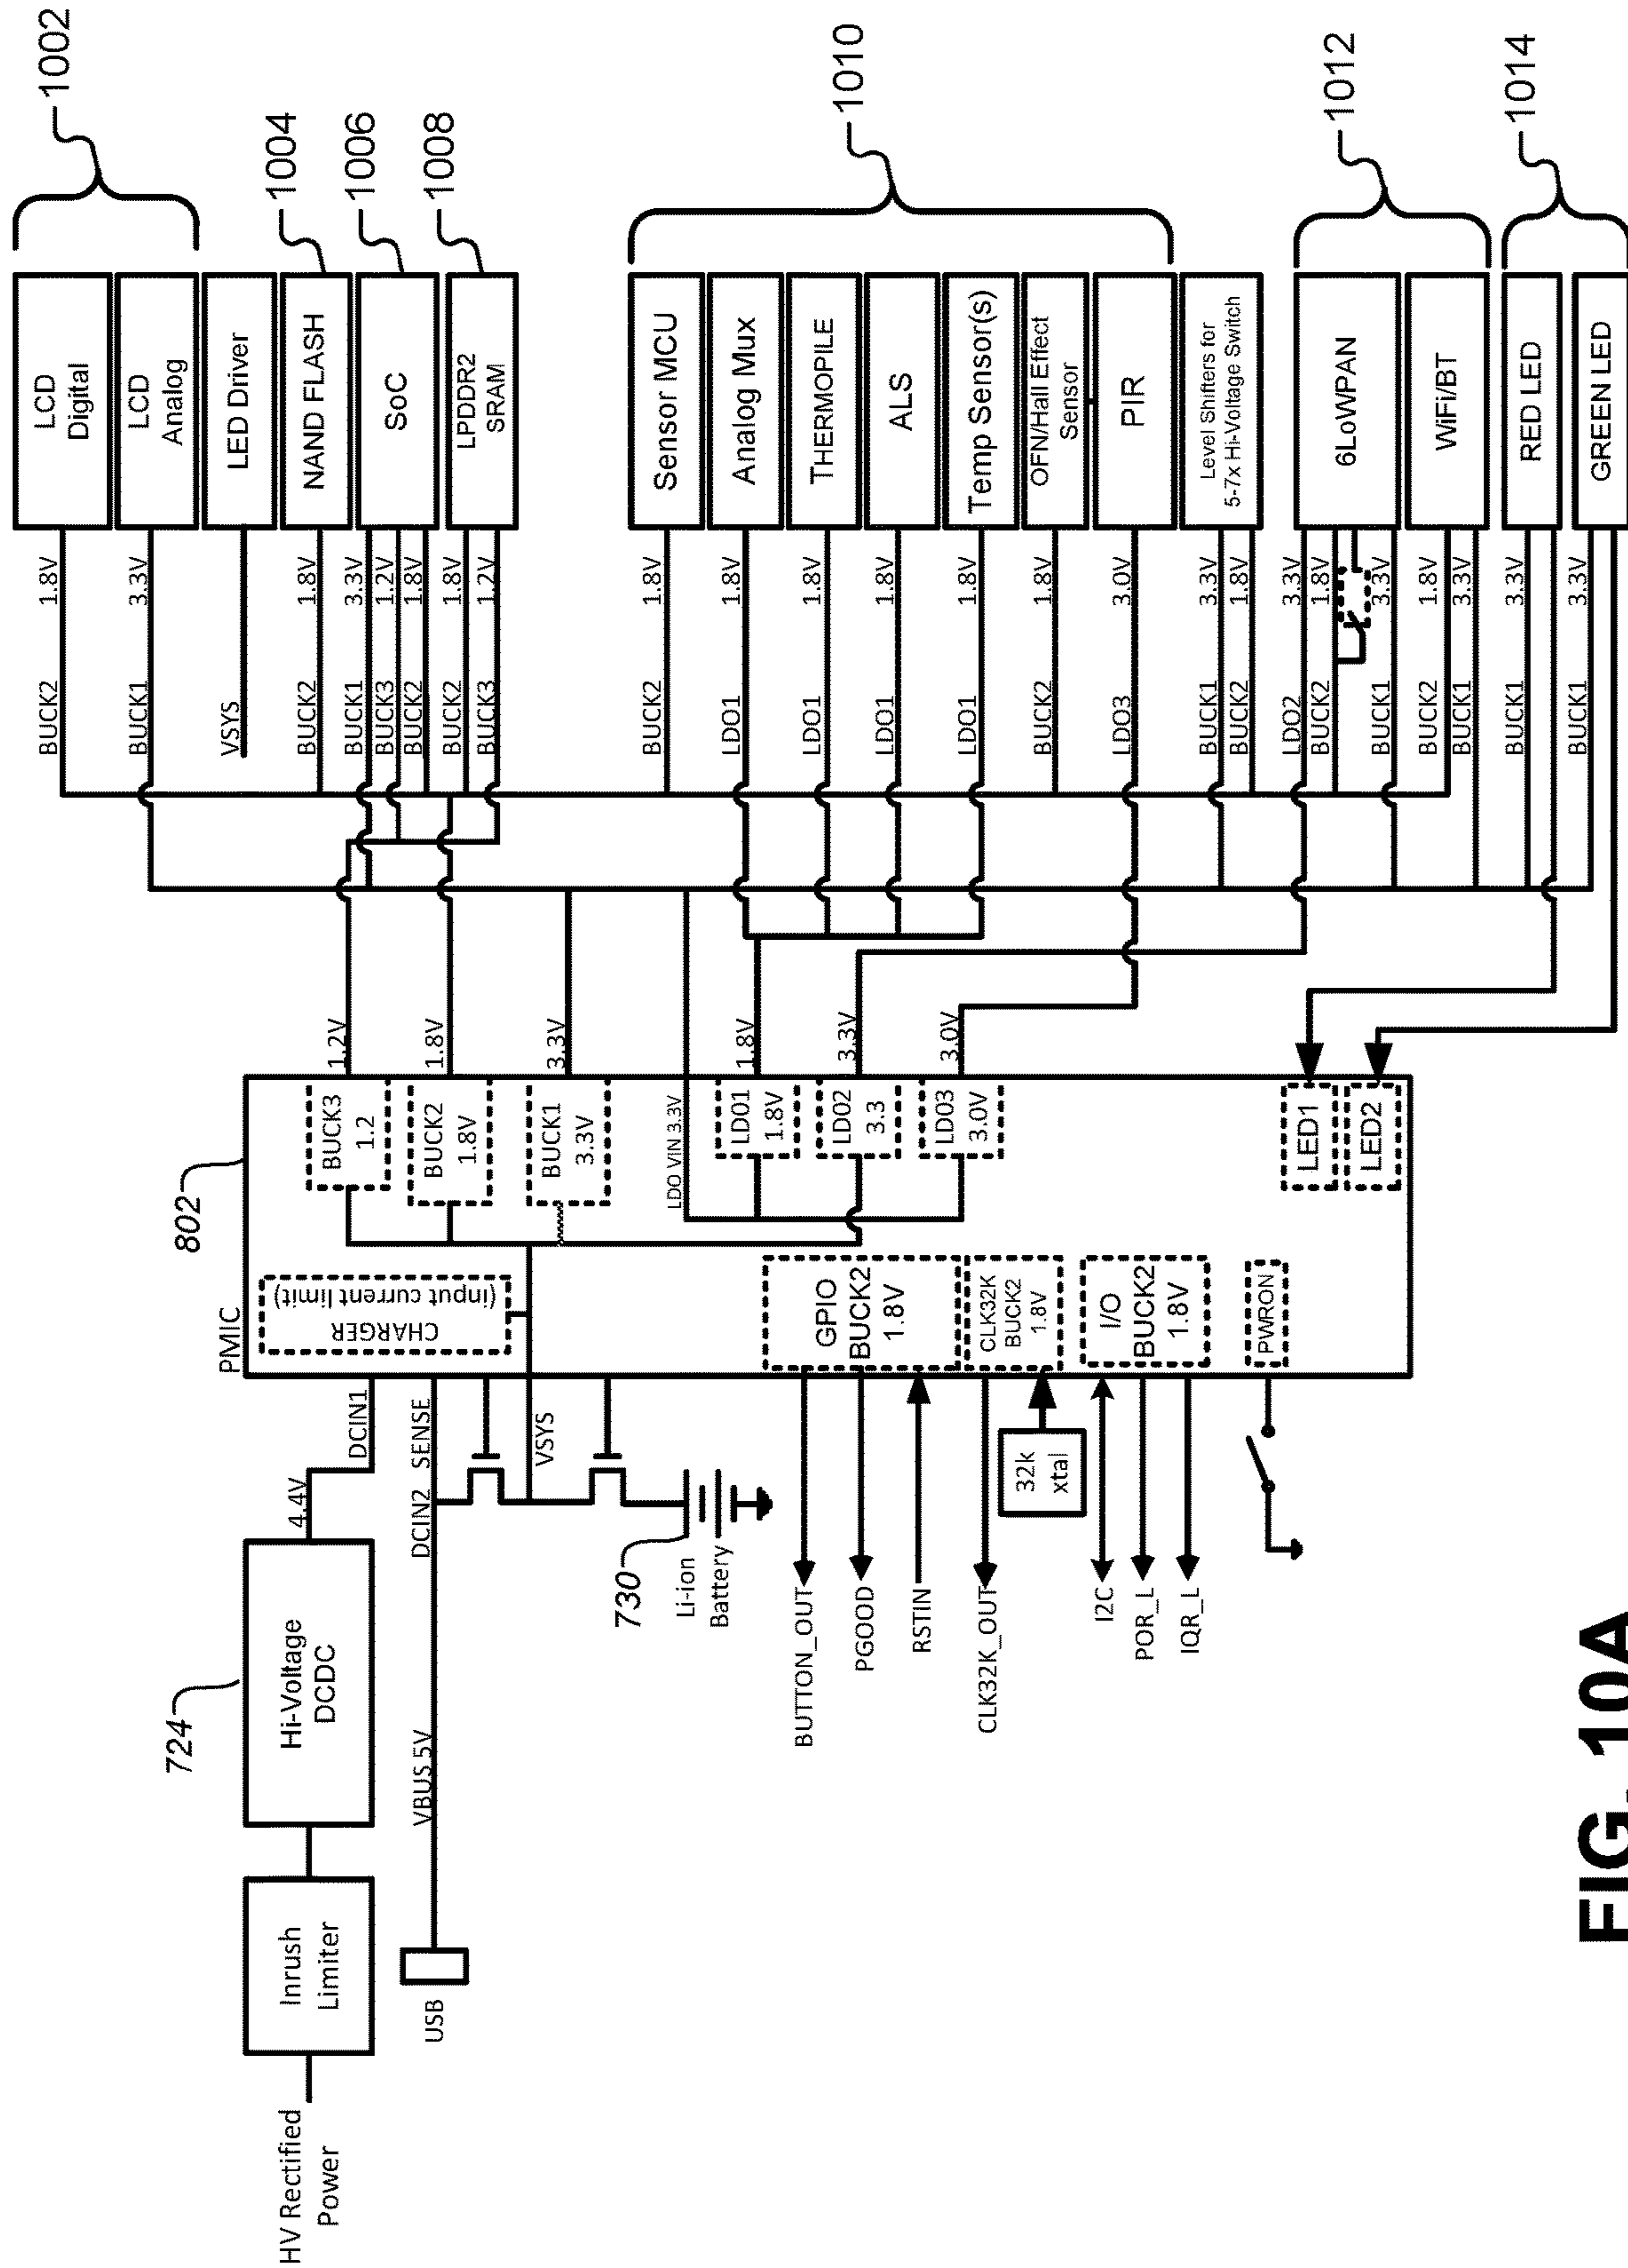 HV Rectified
Power
Inrush
Limiter
724
Hi-Voltage
DCDC
4.4V
DCIN1
USB
VBUS 5V
DCIN2
SENSE
VSYS
730
Li-ion
Battery
BUTTON_OUT
PGOOD
RSTIN
CLK32K_OUT
32k
xtal
I2C
POR_L
IQR_L
802
PMIC
CHARGER
(input current limit)
BUCK3
1.2
BUCK2
1.8V
BUCK1
3.3V
LDO VIN 3.3V
LDO1
1.8V
LDO2
3.3
LDO3
3.0V
GPIO
BUCK2
1.8V
CLK32K
BUCK2
1.8V
I/O
BUCK2
1.8V
PWRON
LED1
LED2
1.2V
1.8V
3.3V
1.8V
3.3V
3.0V
BUCK2 1.8V
LCD
Digital
BUCK1 3.3V
LCD
Analog
1002
VSYS
LED Driver
BUCK2 1.8V
NAND FLASH
1004
BUCK1 3.3V
BUCK3 1.2V
BUCK2 1.8V
SoC
1006
BUCK2 1.8V
BUCK3 1.2V
LPDDR2
SRAM
1008
BUCK2 1.8V
Sensor MCU
LDO1 1.8V
Analog Mux
LDO1 1.8V
THERMOPILE
LDO1 1.8V
ALS
LDO1 1.8V
Temp Sensor(s)
BUCK2 1.8V
OFN/Hall Effect
Sensor
LDO3 3.0V
PIR
1010
BUCK1 3.3V
BUCK2 1.8V
Level Shifters for
5-7x Hi-Voltage Switch
LDO2 3.3V
BUCK2 1.8V
BUCK1 3.3V
6LoWPAN
BUCK2 1.8V
BUCK1 3.3V
WiFi/BT
1012
BUCK1 3.3V
RED LED
BUCK1 3.3V
GREEN LED
1014
FIG. 10A